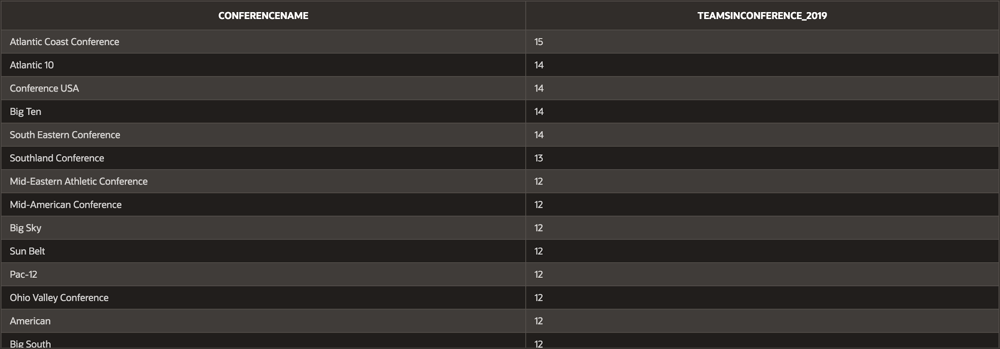 CONFERENCENAME TEAMSINCONFERENCE_2019
Atlantic Coast Conference 15
Atlantic 10 14
Conference USA 14
Big Ten 14
South Eastern Conference 14
Southland Conference 13
Mid-Eastern Athletic Conference 12
Mid-American Conference 12
Big Sky 12
Sun Belt 12
Pac-12 12
Ohio Valley Conference 12
American 12
Big South 12